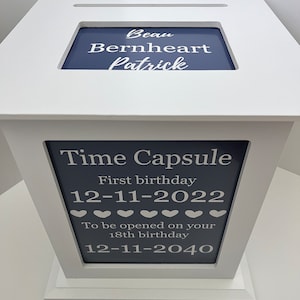 Beau
Bernheart
Patrick
Time Capsule
First birthday
12-11-2022
To be opened on your
18th birthday
12-11-2040